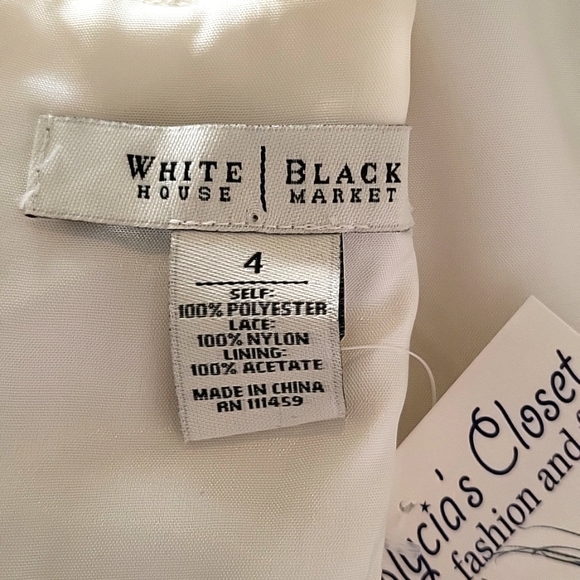 WHITE | BLACK
HOUSE | MARKET
4
SELF:
100% POLYESTER
LACE:
100% NYLON
LINING:
100% ACETATE
MADE IN CHINA
RN 111459
lycia's Closet
fashion and